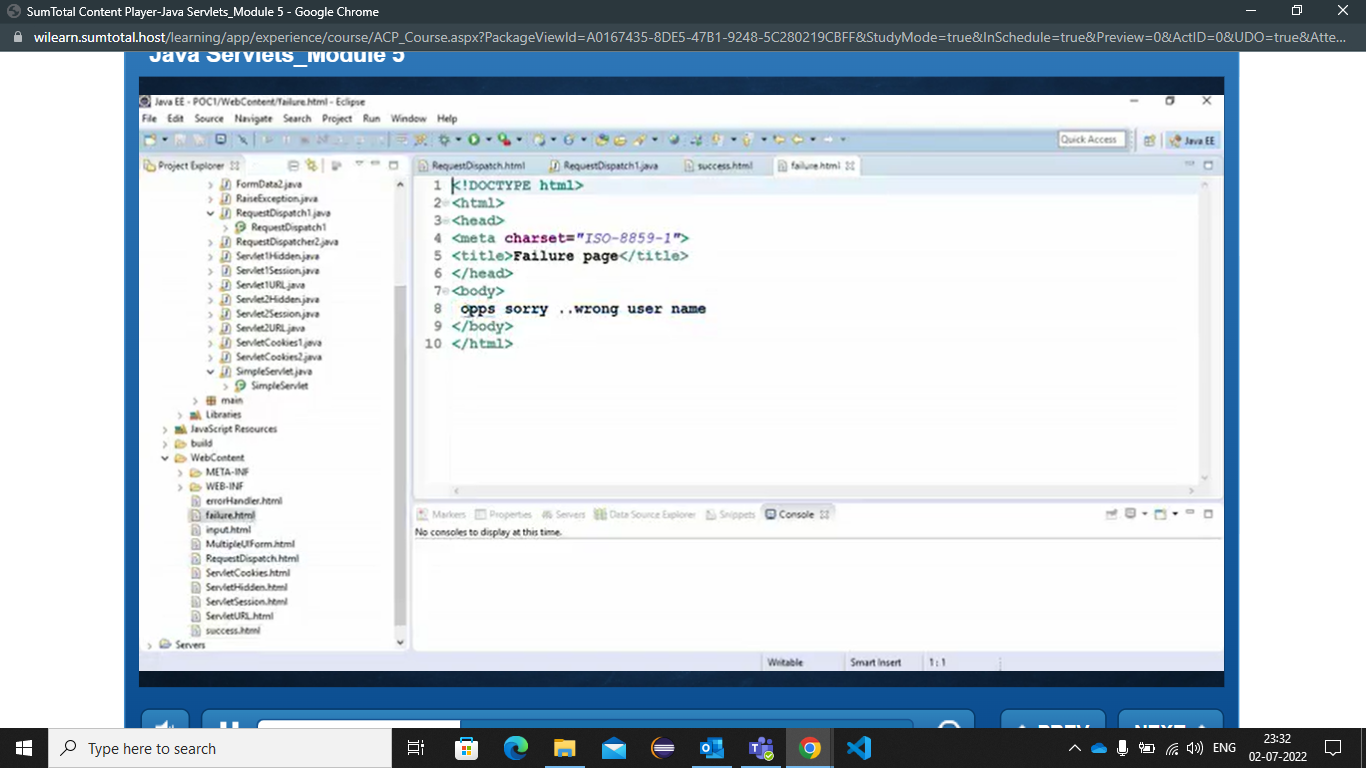 SumTotal Content Player-Java Servlets_Module 5 - Google Chrome
wilearn.sumtotal.host/learning/app/experience/course/ACP_Course.aspx?PackageViewId=A0167435-8DE5-47B1-9248-5C280219CBFF&StudyMode=true&InSchedule=true&Preview=0&ActID=0&UDO=true&Atte...
Java Servlets_Module 5
Java EE - POC1/WebContent/failure.html - Eclipse
File Edit Source Navigate Search Project Run Window Help
Quick Access
Java EE
Project Explorer
FormData2.java
RaiseException.java
RequestDispatch1.java
RequestDispatch1
RequestDispatcher2.java
Servlet1Hidden.java
Servlet1Session.java
Servlet1URL.java
Servlet2Hidden.java
Servlet2Session.java
Servlet2URL.java
ServletCookies1.java
ServletCookies2.java
SimpleServlet.java
SimpleServlet
main
Libraries
JavaScript Resources
build
WebContent
META-INF
WEB-INF
errorHandler.html
failure.html
input.html
MultipleUIForm.html
RequestDispatch.html
ServletCookies.html
ServletHidden.html
ServletSession.html
ServletURL.html
success.html
Servers
RequestDispatch.html RequestDispatch1.java success.html failure.html
1 <!DOCTYPE html>
2 <html>
3 <head>
4 <meta charset="ISO-8859-1">
5 <title>Failure page</title>
6 </head>
7 <body>
8 opps sorry ..wrong user name
9 </body>
10 </html>
Markers Properties Servers Data Source Explorer Snippets Console
No consoles to display at this time.
Writable Smart Insert 1 : 1
PREV NEXT
Type here to search
ENG
23:32
02-07-2022